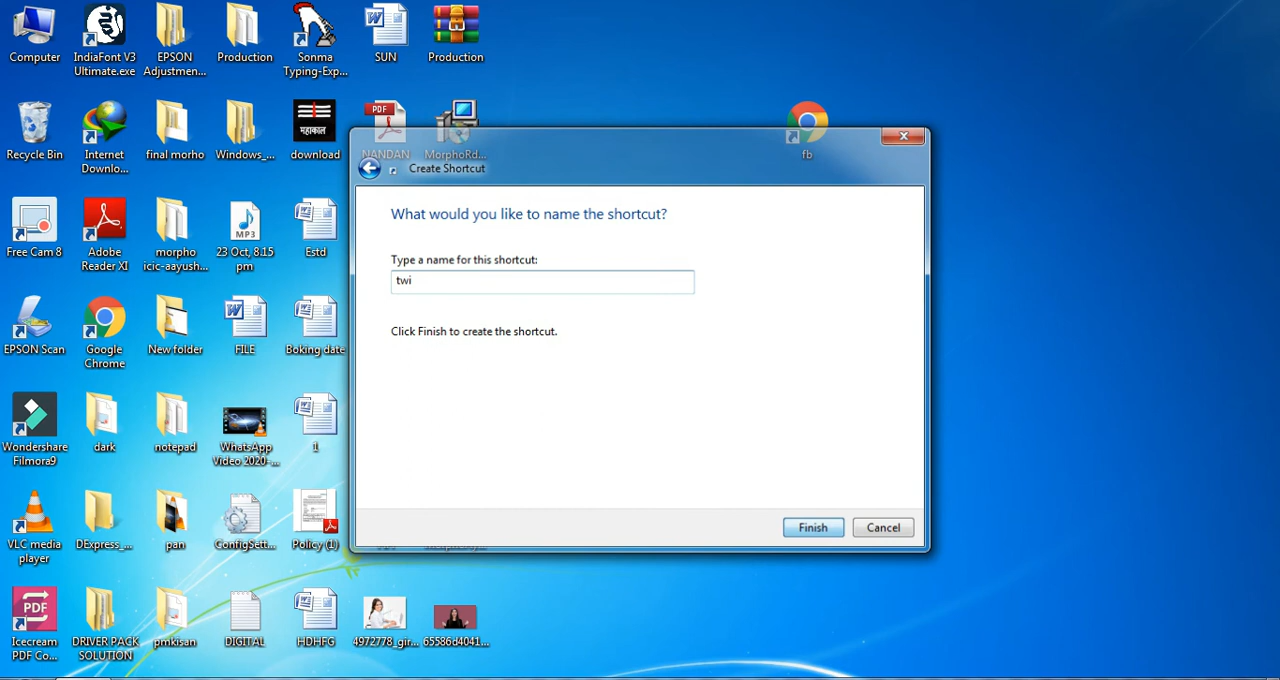 Computer
IndiaFont V3
Ultimate.exe
EPSON
Adjustmen...
Production
Sonma
Typing-Exp...
SUN
Production
Recycle Bin
Internet
Downlo...
final morho
Windows_...
महाकाल
download
PDF
NANDAN
MorphoRd...
fb
Create Shortcut
Free Cam 8
Adobe
Reader XI
morpho
icic-aayush...
MP3
23 Oct, 8.15
pm
Estd
What would you like to name the shortcut?
Type a name for this shortcut:
twi
Click Finish to create the shortcut.
EPSON Scan
Google
Chrome
New folder
FILE
Boking date
Wondershare
Filmora9
dark
notepad
WhatsApp
Video 2020-...
1
VLC media
player
DExpress_...
pan
ConfigSett...
Policy (1)
Finish
Cancel
PDF
Icecream
PDF Co...
DRIVER PACK
SOLUTION
pmkisan
DIGITAL
HDHFG
4972778_gir...
65586d4041...